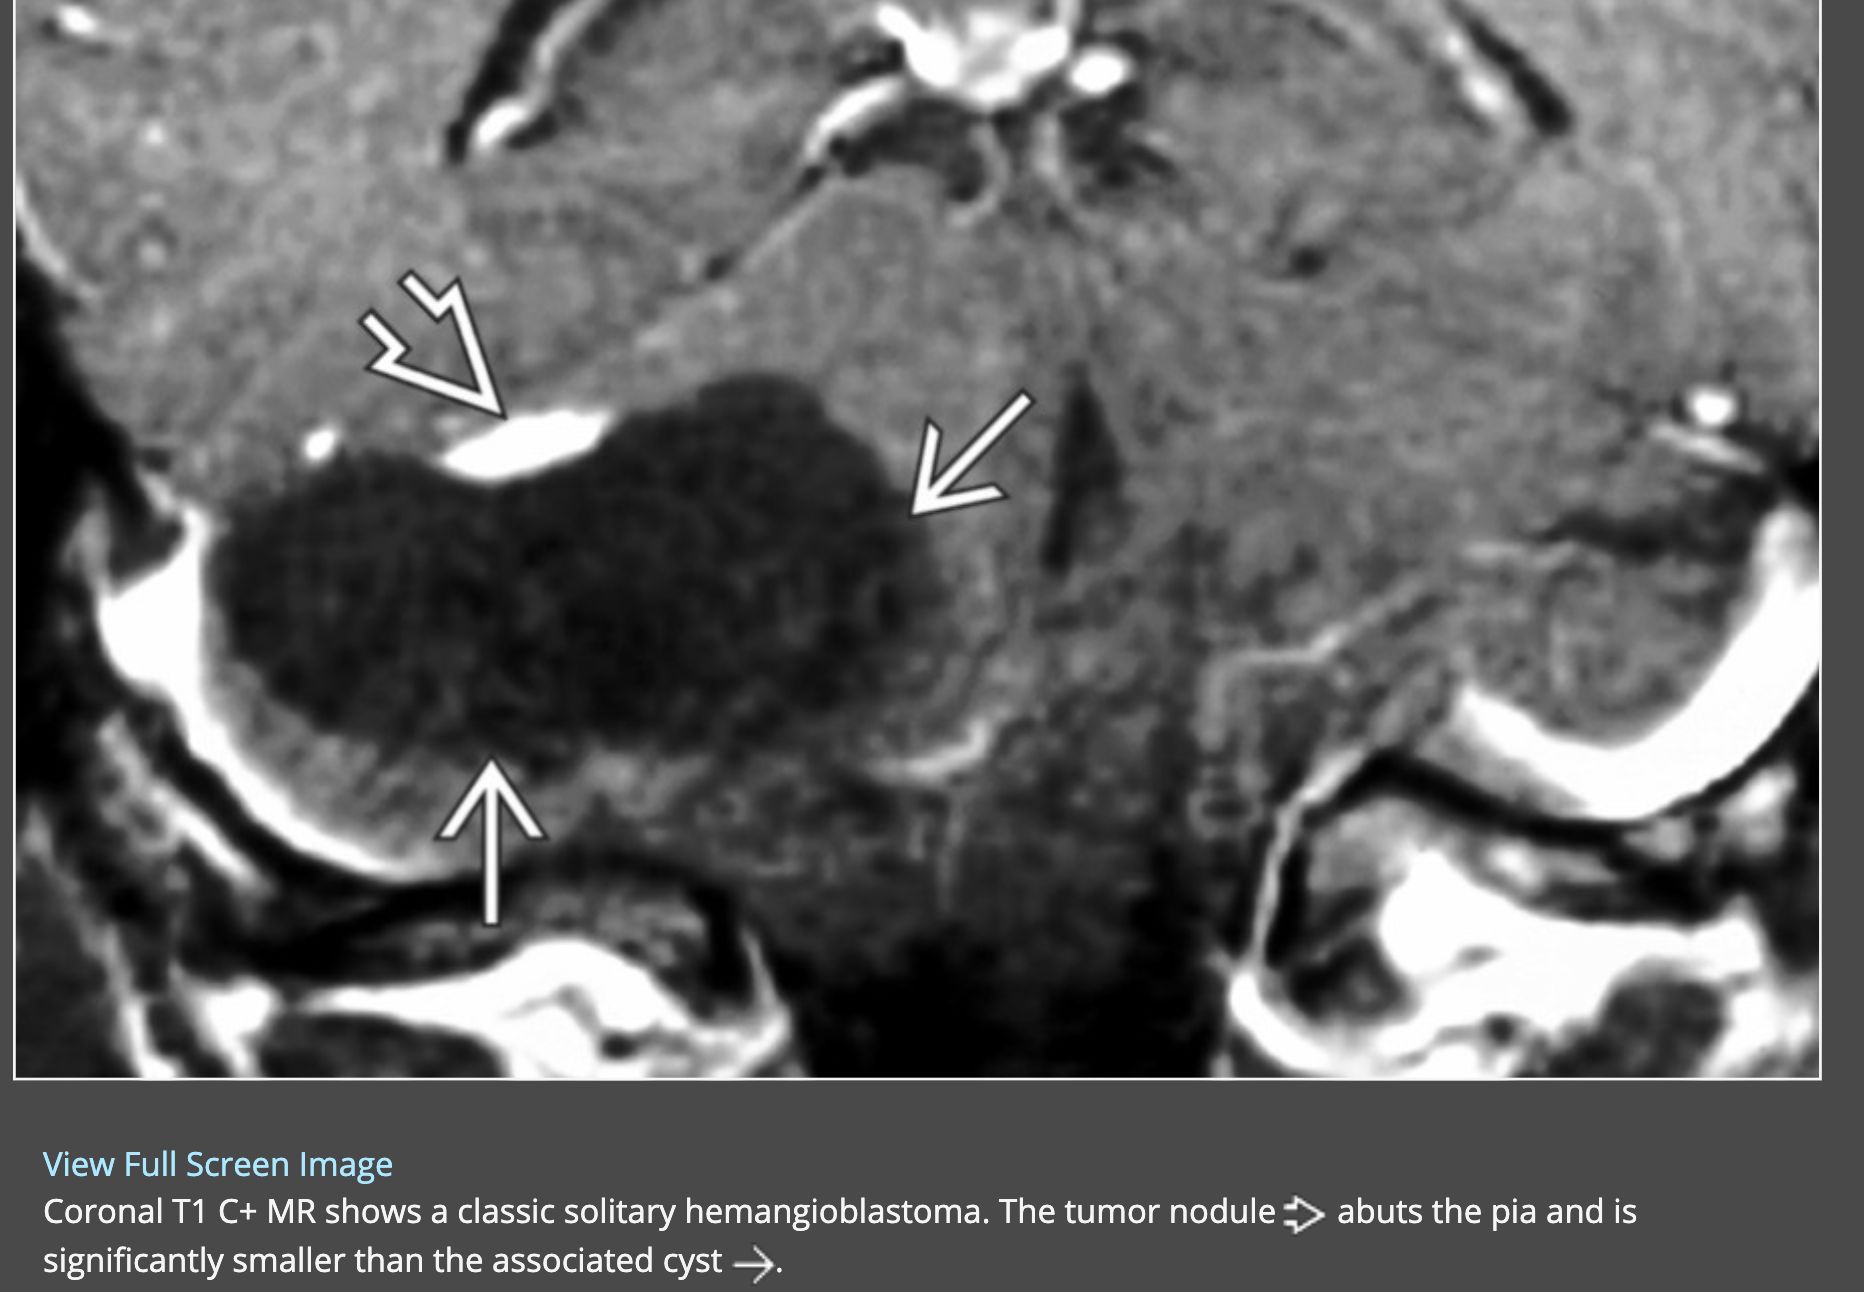 View Full Screen Image
Coronal T1 C+ MR shows a classic solitary hemangioblastoma. The tumor nodule abuts the pia and is
significantly smaller than the associated cyst .